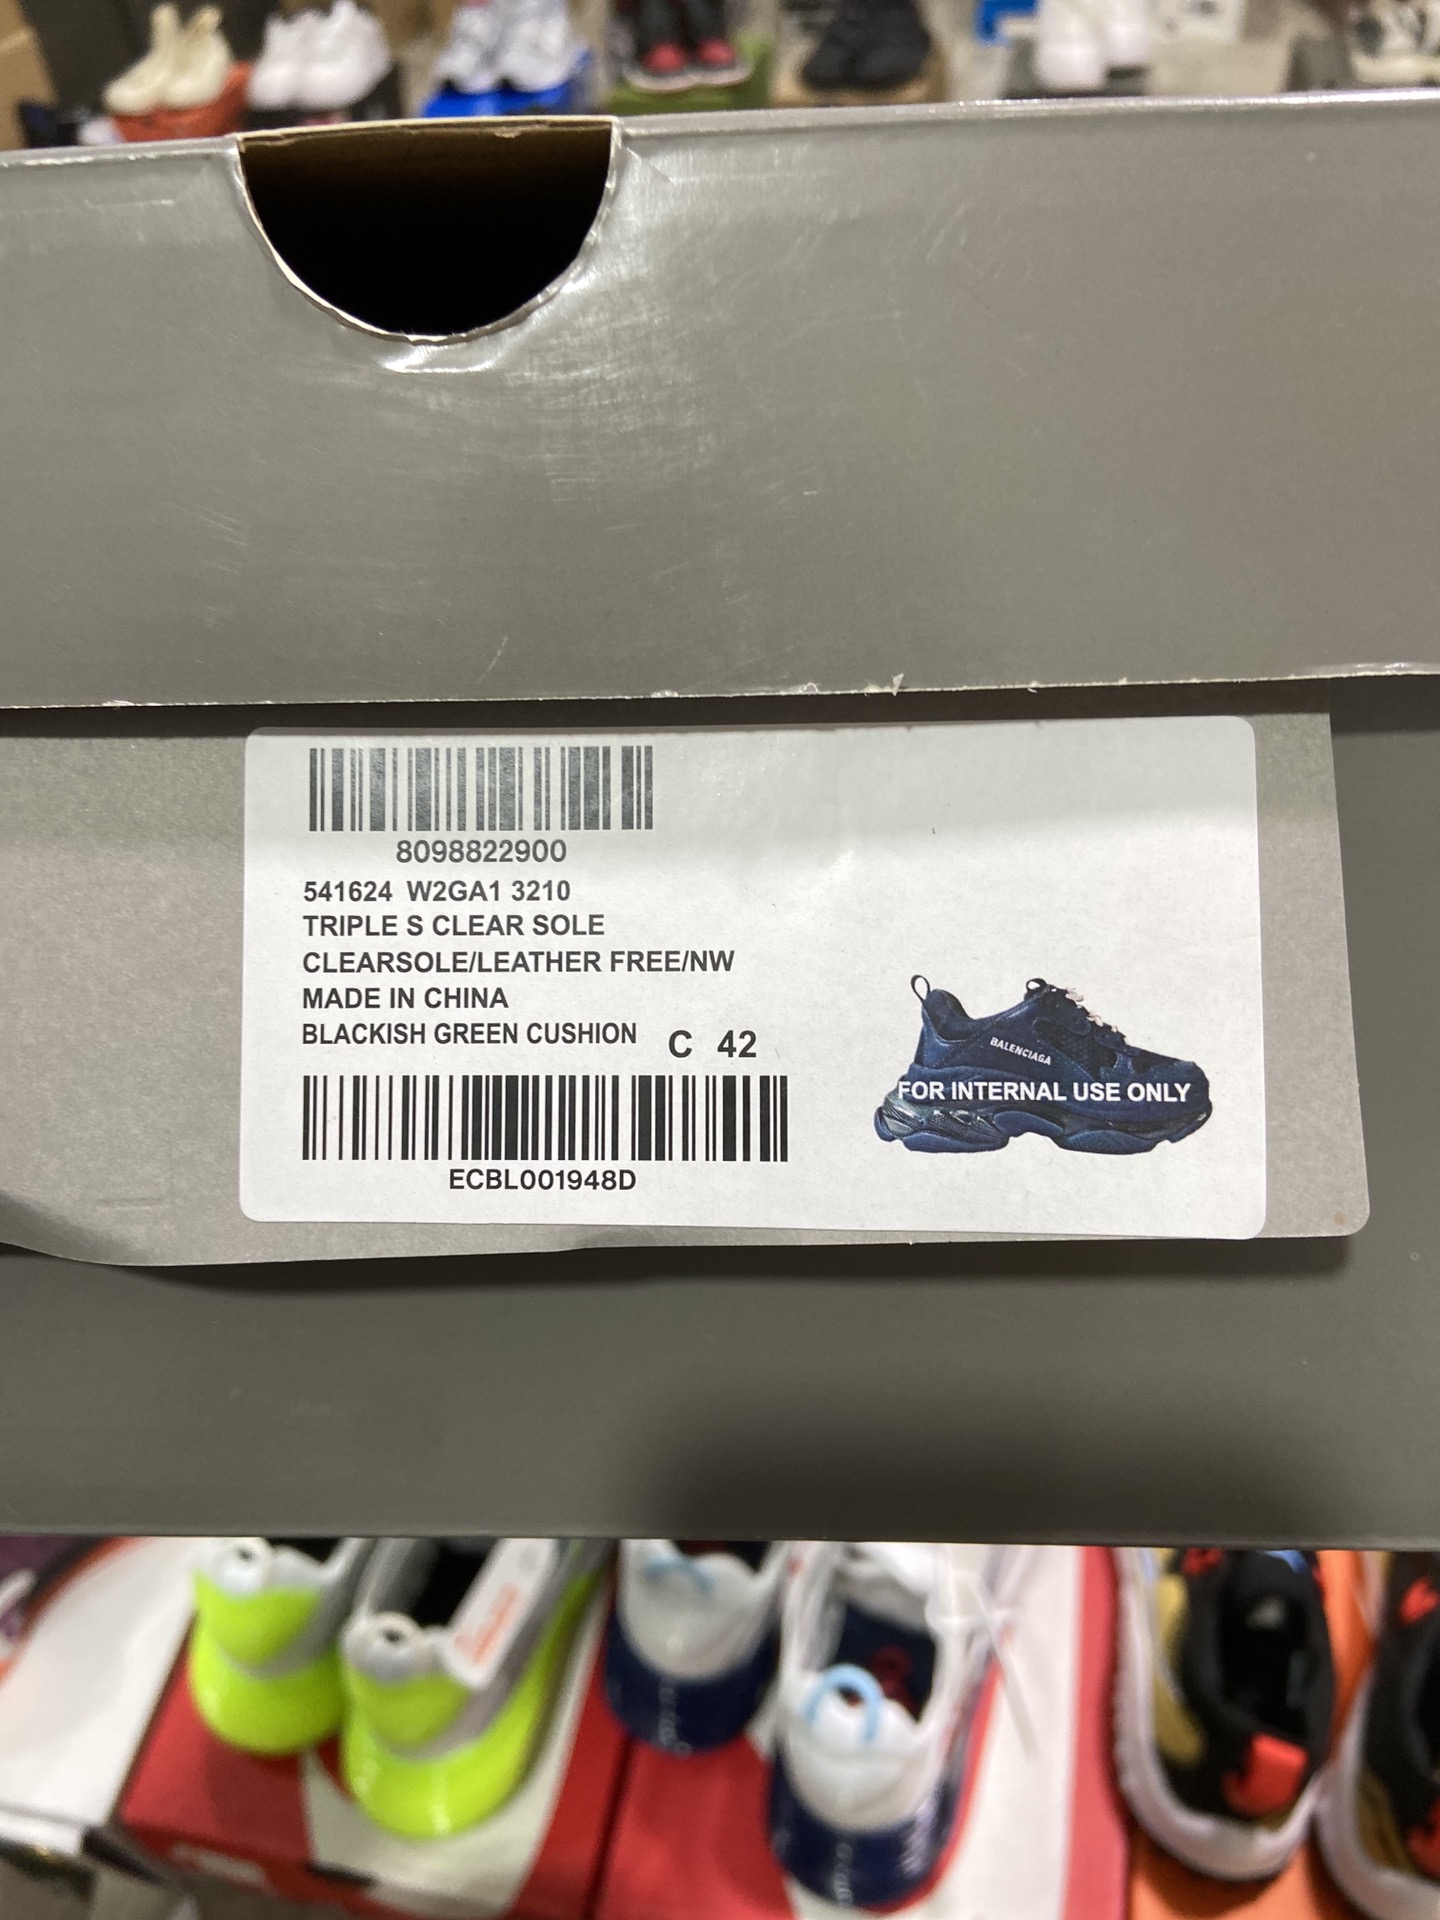 8098822900
541624 W2GA1 3210
TRIPLE S CLEAR SOLE
CLEARSOLE/LEATHER FREE/NW
MADE IN CHINA
BLACKISH GREEN CUSHION C 42
BALENCIAGA
FOR INTERNAL USE ONLY
ECBL001948D